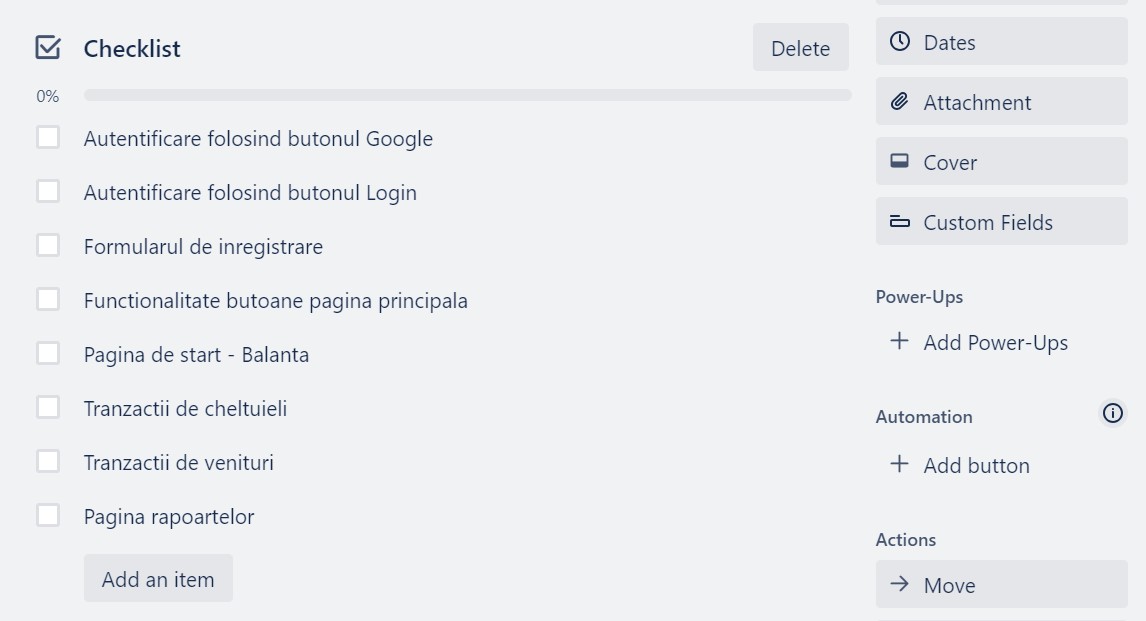 Checklist
Delete
0%
Autentificare folosind butonul Google
Autentificare folosind butonul Login
Formularul de inregistrare
Functionalitate butoane pagina principala
Pagina de start - Balanta
Tranzactii de cheltuieli
Tranzactii de venituri
Pagina rapoartelor
Add an item
Dates
Attachment
Cover
Custom Fields
Power-Ups
+ Add Power-Ups
Automation
+ Add button
Actions
→ Move